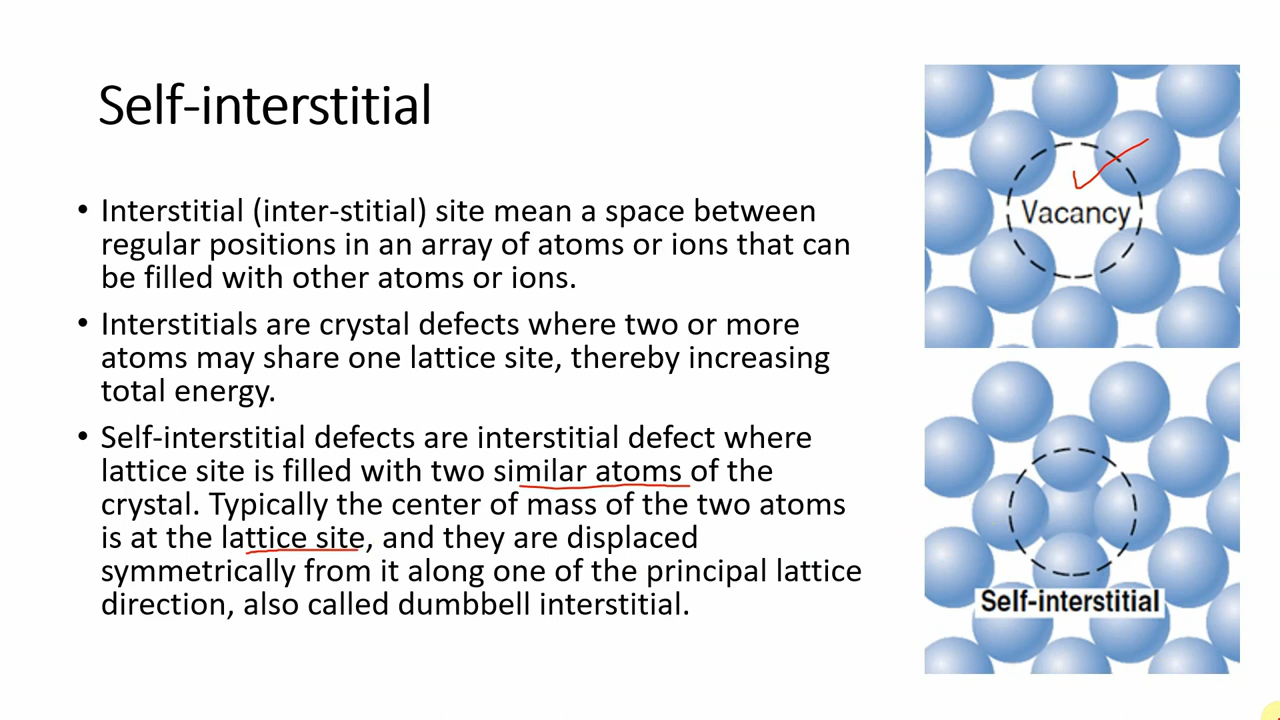 Self-interstitial
• Interstitial (inter-stitial) site mean a space between
regular positions in an array of atoms or ions that can
be filled with other atoms or ions.
• Interstitials are crystal defects where two or more
atoms may share one lattice site, thereby increasing
total energy.
• Self-interstitial defects are interstitial defect where
lattice site is filled with two similar atoms of the
crystal. Typically the center of mass of the two atoms
is at the lattice site, and they are displaced
symmetrically from it along one of the principal lattice
direction, also called dumbbell interstitial.
Vacancy
Self-interstitial